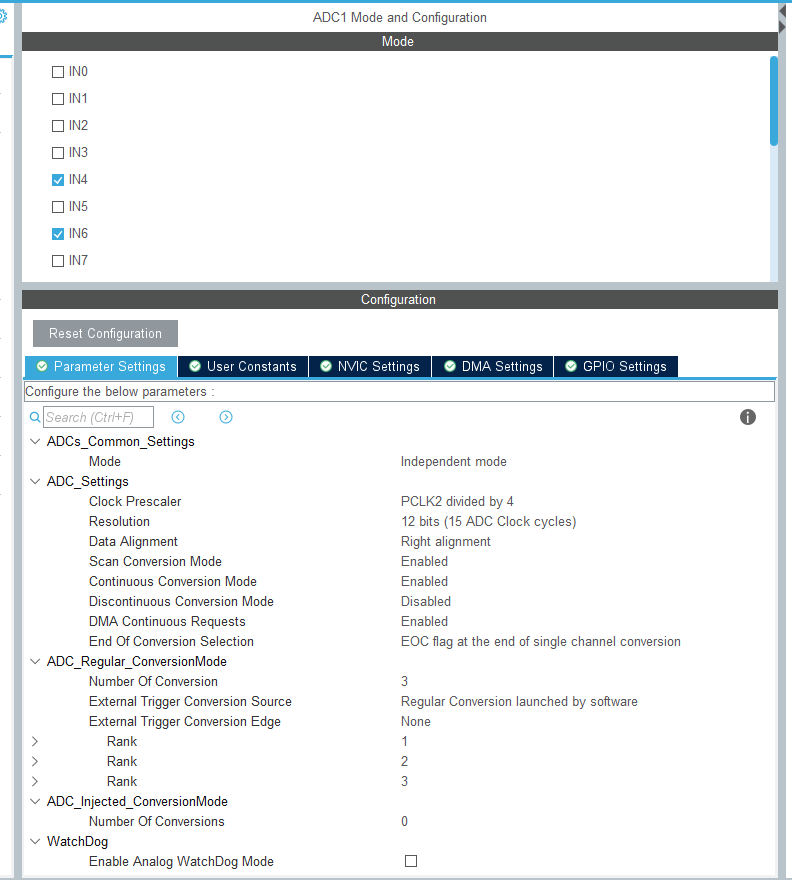 ADC1 Mode and Configuration
Mode
IN0
IN1
IN2
IN3
IN4
IN5
IN6
IN7
Configuration
Reset Configuration
Parameter Settings User Constants NVIC Settings DMA Settings GPIO Settings
Configure the below parameters :
Search (Ctrl+F)
ADCs_Common_Settings
Mode Independent mode
ADC_Settings
Clock Prescaler PCLK2 divided by 4
Resolution 12 bits (15 ADC Clock cycles)
Data Alignment Right alignment
Scan Conversion Mode Enabled
Continuous Conversion Mode Enabled
Discontinuous Conversion Mode Disabled
DMA Continuous Requests Enabled
End Of Conversion Selection EOC flag at the end of single channel conversion
ADC_Regular_ConversionMode
Number Of Conversion 3
External Trigger Conversion Source Regular Conversion launched by software
External Trigger Conversion Edge None
Rank 1
Rank 2
Rank 3
ADC_Injected_ConversionMode
Number Of Conversions 0
WatchDog
Enable Analog WatchDog Mode